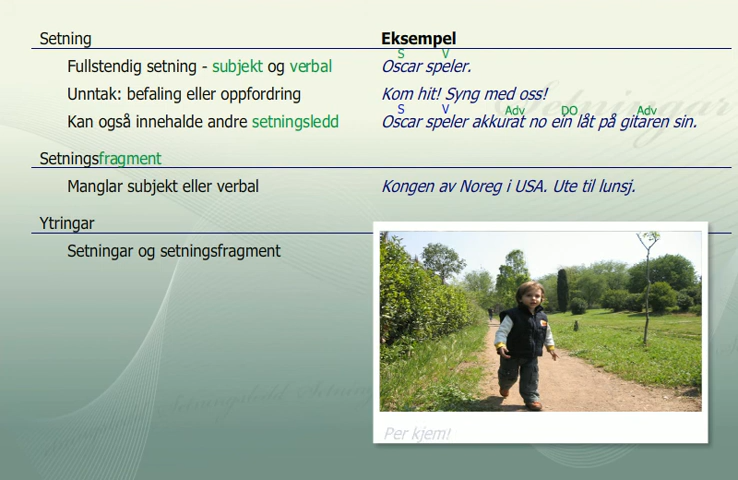 Setning Eksempel
S V
Fullstendig setning - subjekt og verbal Oscar speler.
Unntak: befaling eller oppfordring Kom hit! Syng med oss!
S V Adv DO Adv
Kan også innehalde andre setningsledd Oscar speler akkurat no ein låt på gitaren sin.
Setningar
Setningsfragment
Manglar subjekt eller verbal Kongen av Noreg i USA. Ute til lunsj.
Ytringar
Setningar og setningsfragment
Setningsledd
Per kjem!